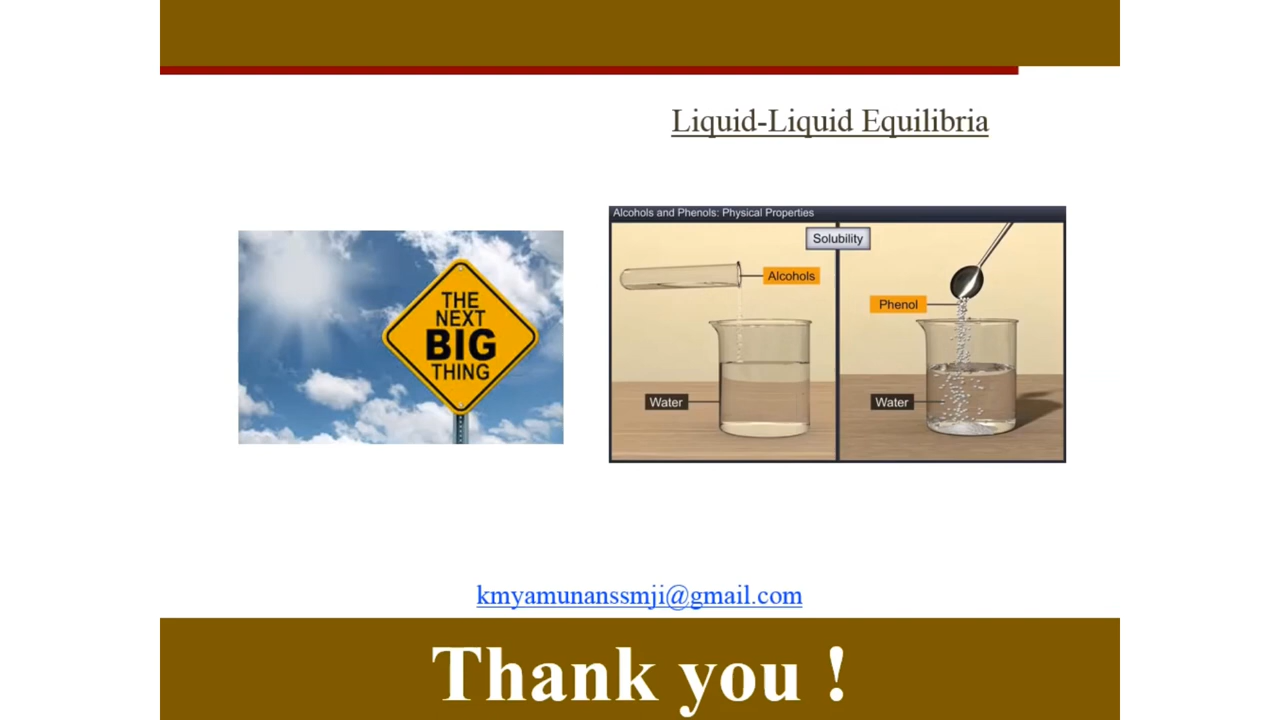 Liquid-Liquid Equilibria
THE
NEXT
BIG
THING
Alcohols and Phenols: Physical Properties
Solubility
Alcohols
Water
Phenol
Water
kmyamunanssmji@gmail.com
Thank you !